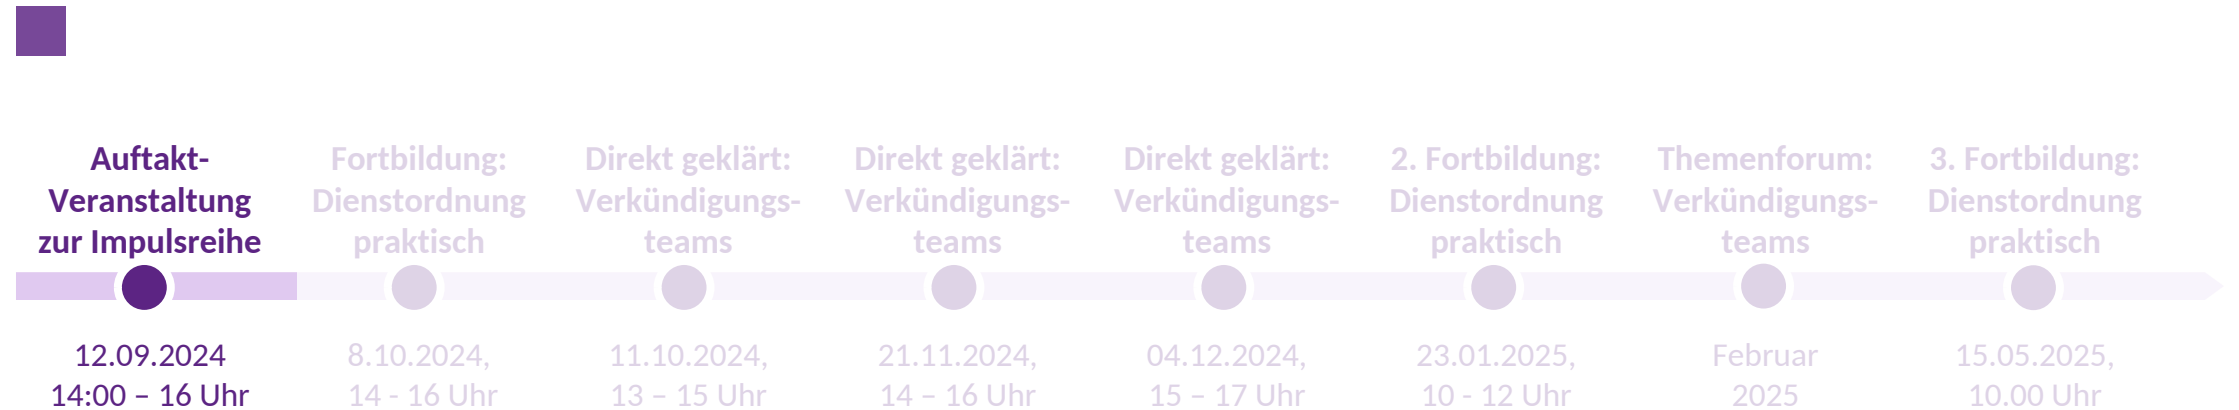 Auftakt-
Veranstaltung
zur Impulsreihe
12.09.2024
14:00 – 16 Uhr
Fortbildung:
Dienstordnung
praktisch
8.10.2024,
14 - 16 Uhr
Direkt geklärt:
Verkündigungs-
teams
11.10.2024,
13 – 15 Uhr
Direkt geklärt:
Verkündigungs-
teams
21.11.2024,
14 – 16 Uhr
Direkt geklärt:
Verkündigungs-
teams
04.12.2024,
15 – 17 Uhr
2. Fortbildung:
Dienstordnung
praktisch
23.01.2025,
10 - 12 Uhr
Themenforum:
Verkündigungs-
teams
Februar
2025
3. Fortbildung:
Dienstordnung
praktisch
15.05.2025,
10.00 Uhr